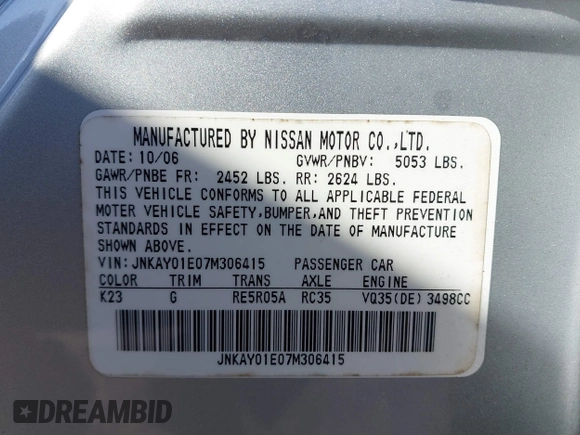 MANUFACTURED BY NISSAN MOTOR CO.,LTD.
DATE: 10/06 GVWR/PNBV: 5053 LBS.
GAWR/PNBE FR: 2452 LBS. RR: 2624 LBS.
THIS VEHICLE CONFORMS TO ALL APPLICABLE FEDERAL
MOTER VEHICLE SAFETY,BUMPER,AND THEFT PREVENTION
STANDARDS IN EFFECT ON THE DATE OF MANUFACTURE
SHOWN ABOVE.
VIN:JNKAY01E07M306415 PASSENGER CAR
COLOR TRIM TRANS AXLE ENGINE
K23 G RE5R05A RC35 VQ35(DE) 3498CC
JNKAY01E07M306415
DREAMBID